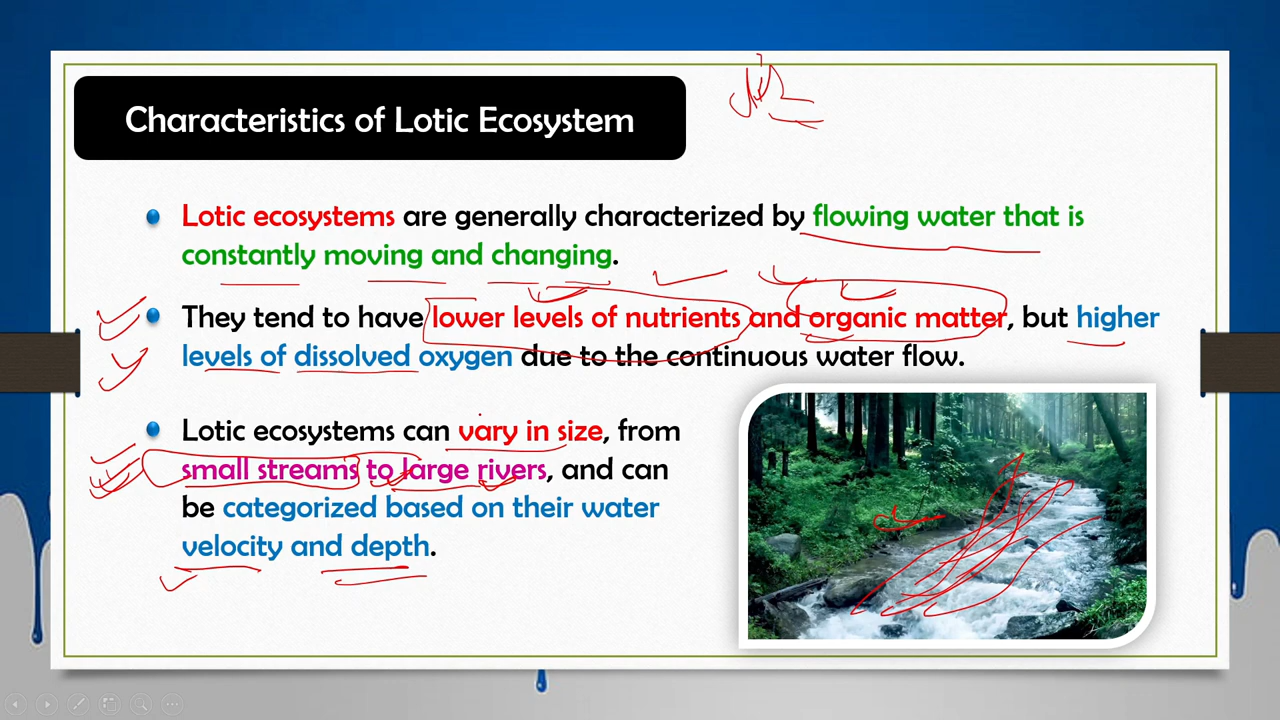 Characteristics of Lotic Ecosystem
Lotic ecosystems are generally characterized by flowing water that is
constantly moving and changing.
They tend to have lower levels of nutrients and organic matter, but higher
levels of dissolved oxygen due to the continuous water flow.
Lotic ecosystems can vary in size, from
small streams to large rivers, and can
be categorized based on their water
velocity and depth.